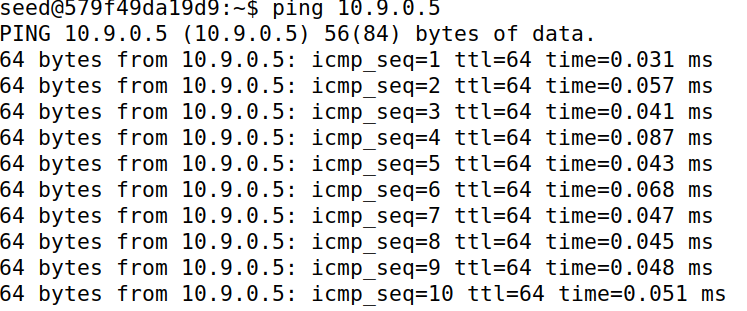 seed@579f49da19d9:~$ ping 10.9.0.5
PING 10.9.0.5 (10.9.0.5) 56(84) bytes of data.
64 bytes from 10.9.0.5: icmp_seq=1 ttl=64 time=0.031 ms
64 bytes from 10.9.0.5: icmp_seq=2 ttl=64 time=0.057 ms
64 bytes from 10.9.0.5: icmp_seq=3 ttl=64 time=0.041 ms
64 bytes from 10.9.0.5: icmp_seq=4 ttl=64 time=0.087 ms
64 bytes from 10.9.0.5: icmp_seq=5 ttl=64 time=0.043 ms
64 bytes from 10.9.0.5: icmp_seq=6 ttl=64 time=0.068 ms
64 bytes from 10.9.0.5: icmp_seq=7 ttl=64 time=0.047 ms
64 bytes from 10.9.0.5: icmp_seq=8 ttl=64 time=0.045 ms
64 bytes from 10.9.0.5: icmp_seq=9 ttl=64 time=0.048 ms
64 bytes from 10.9.0.5: icmp_seq=10 ttl=64 time=0.051 ms